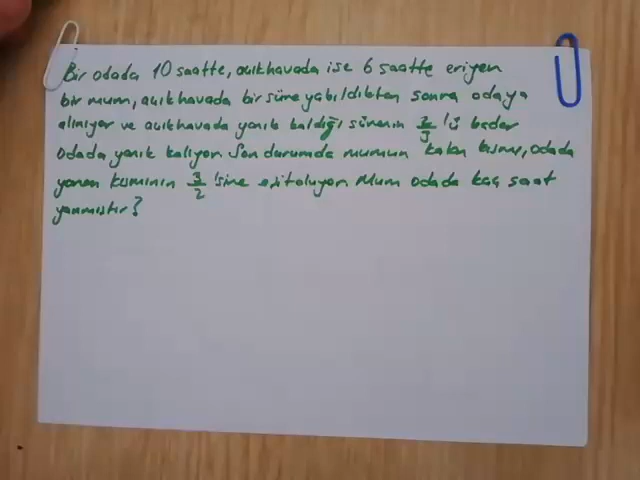 Bir odada 10 saatte, açıkhavada ise 6 saatte eriyen
bir mum, açıkhavada bir süre yakıldıktan sonra odaya
alınıyor ve açıkhavada yanık kaldığı sürenin 2/3 'ü kadar
odada yanık kalıyor. Son durumda mumun kalan kısmı, odada
yanan kısmının 3/2 'sine eşit oluyor. Mum odada kaç saat
yanmıştır?